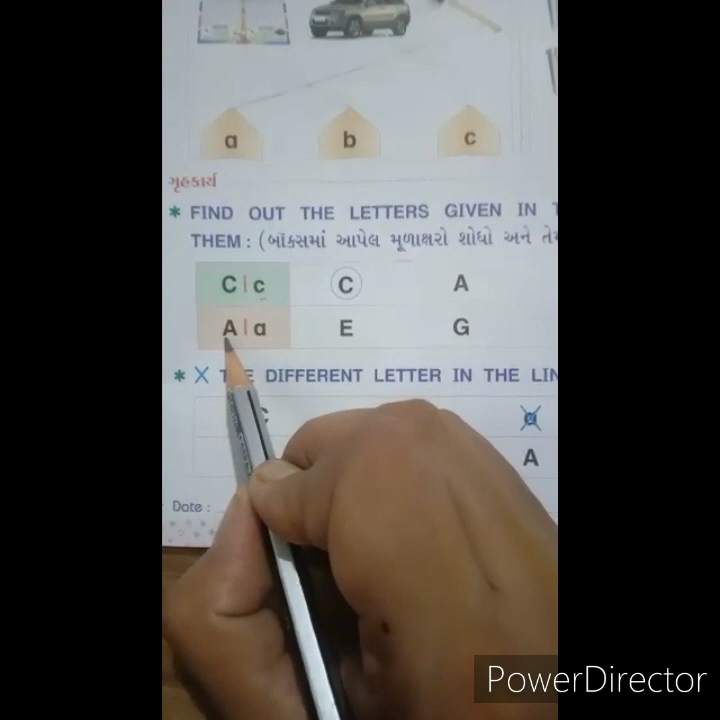 a b c
ગૃહકાર્ય
* FIND OUT THE LETTERS GIVEN IN
THEM : (બૉક્સમાં આપેલ મૂળાક્ષરો શોધો અને
C | c C A
A | a E G
* X DIFFERENT LETTER IN THE
A
Date :
PowerDirector